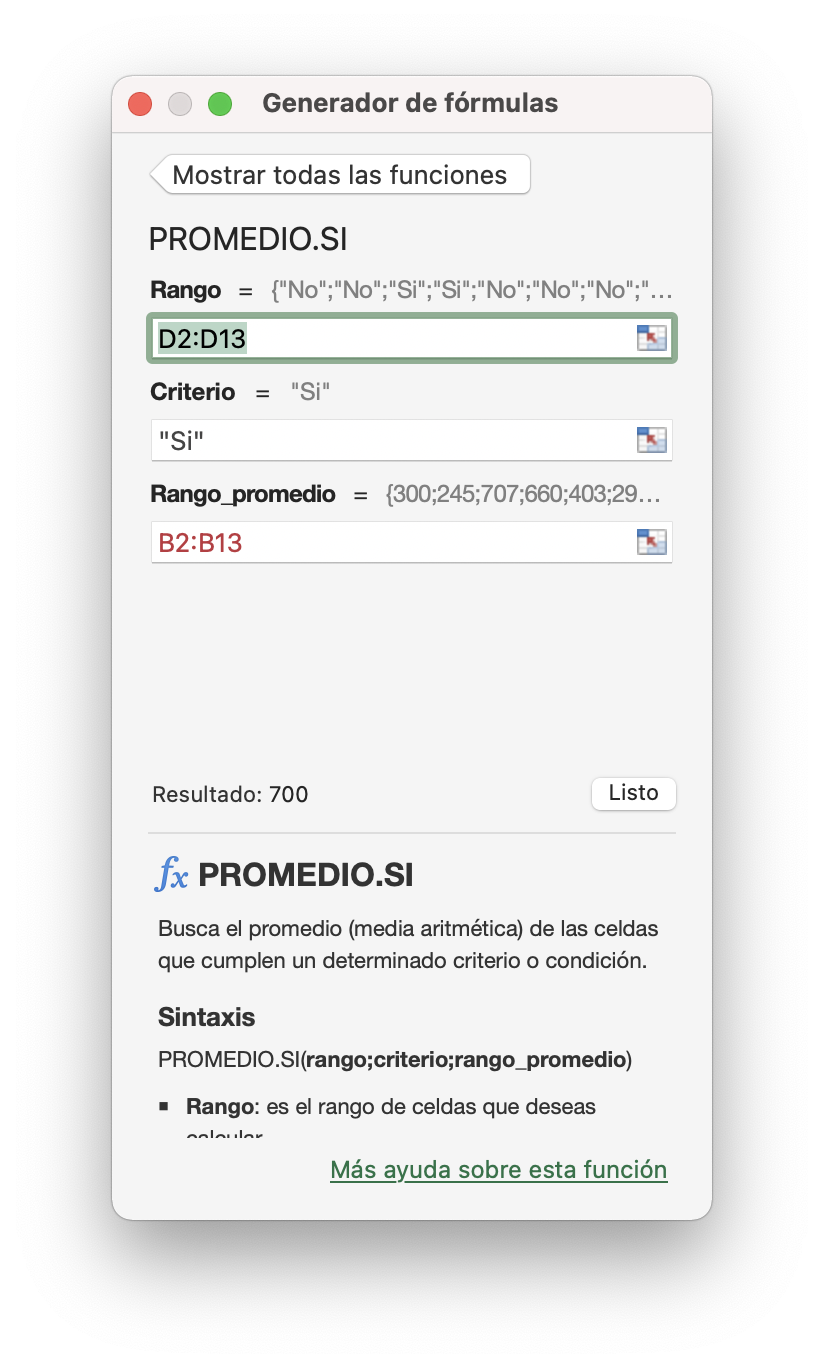 Generador de fórmulas
Mostrar todas las funciones
PROMEDIO.SI
Rango = {"No";"No";"Si";"Si";"No";"No";"No";"...
D2:D13
Criterio = "Si"
"Si"
Rango_promedio = {300;245;707;660;403;29...
B2:B13
Resultado: 700
Listo
fx PROMEDIO.SI
Busca el promedio (media aritmética) de las celdas
que cumplen un determinado criterio o condición.
Sintaxis
PROMEDIO.SI(rango;criterio;rango_promedio)
▪ Rango: es el rango de celdas que deseas
calcular
Más ayuda sobre esta función